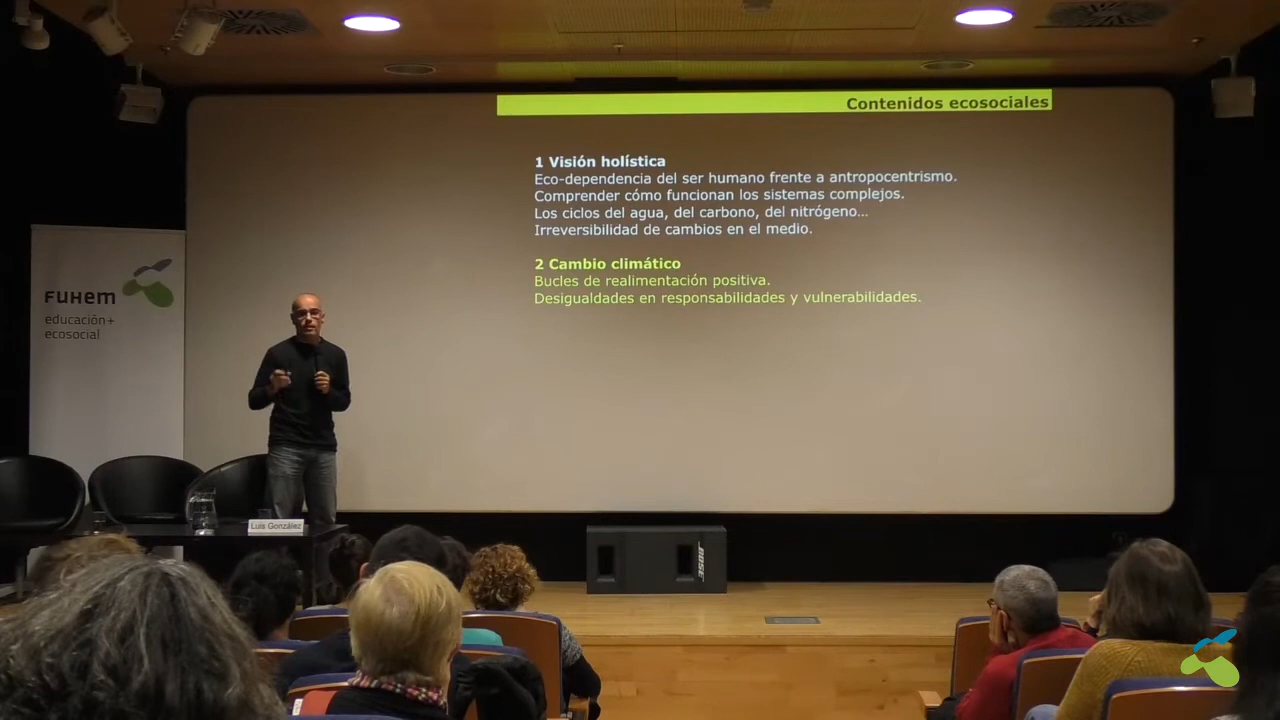 Contenidos ecosociales
1 Visión holística
Eco-dependencia del ser humano frente a antropocentrismo.
Comprender cómo funcionan los sistemas complejos.
Los ciclos del agua, del carbono, del nitrógeno…
Irreversibilidad de cambios en el medio.
2 Cambio climático
Bucles de realimentación positiva.
Desigualdades en responsabilidades y vulnerabilidades.
FUHem
educación+
ecosocial
Luis González
BOSE